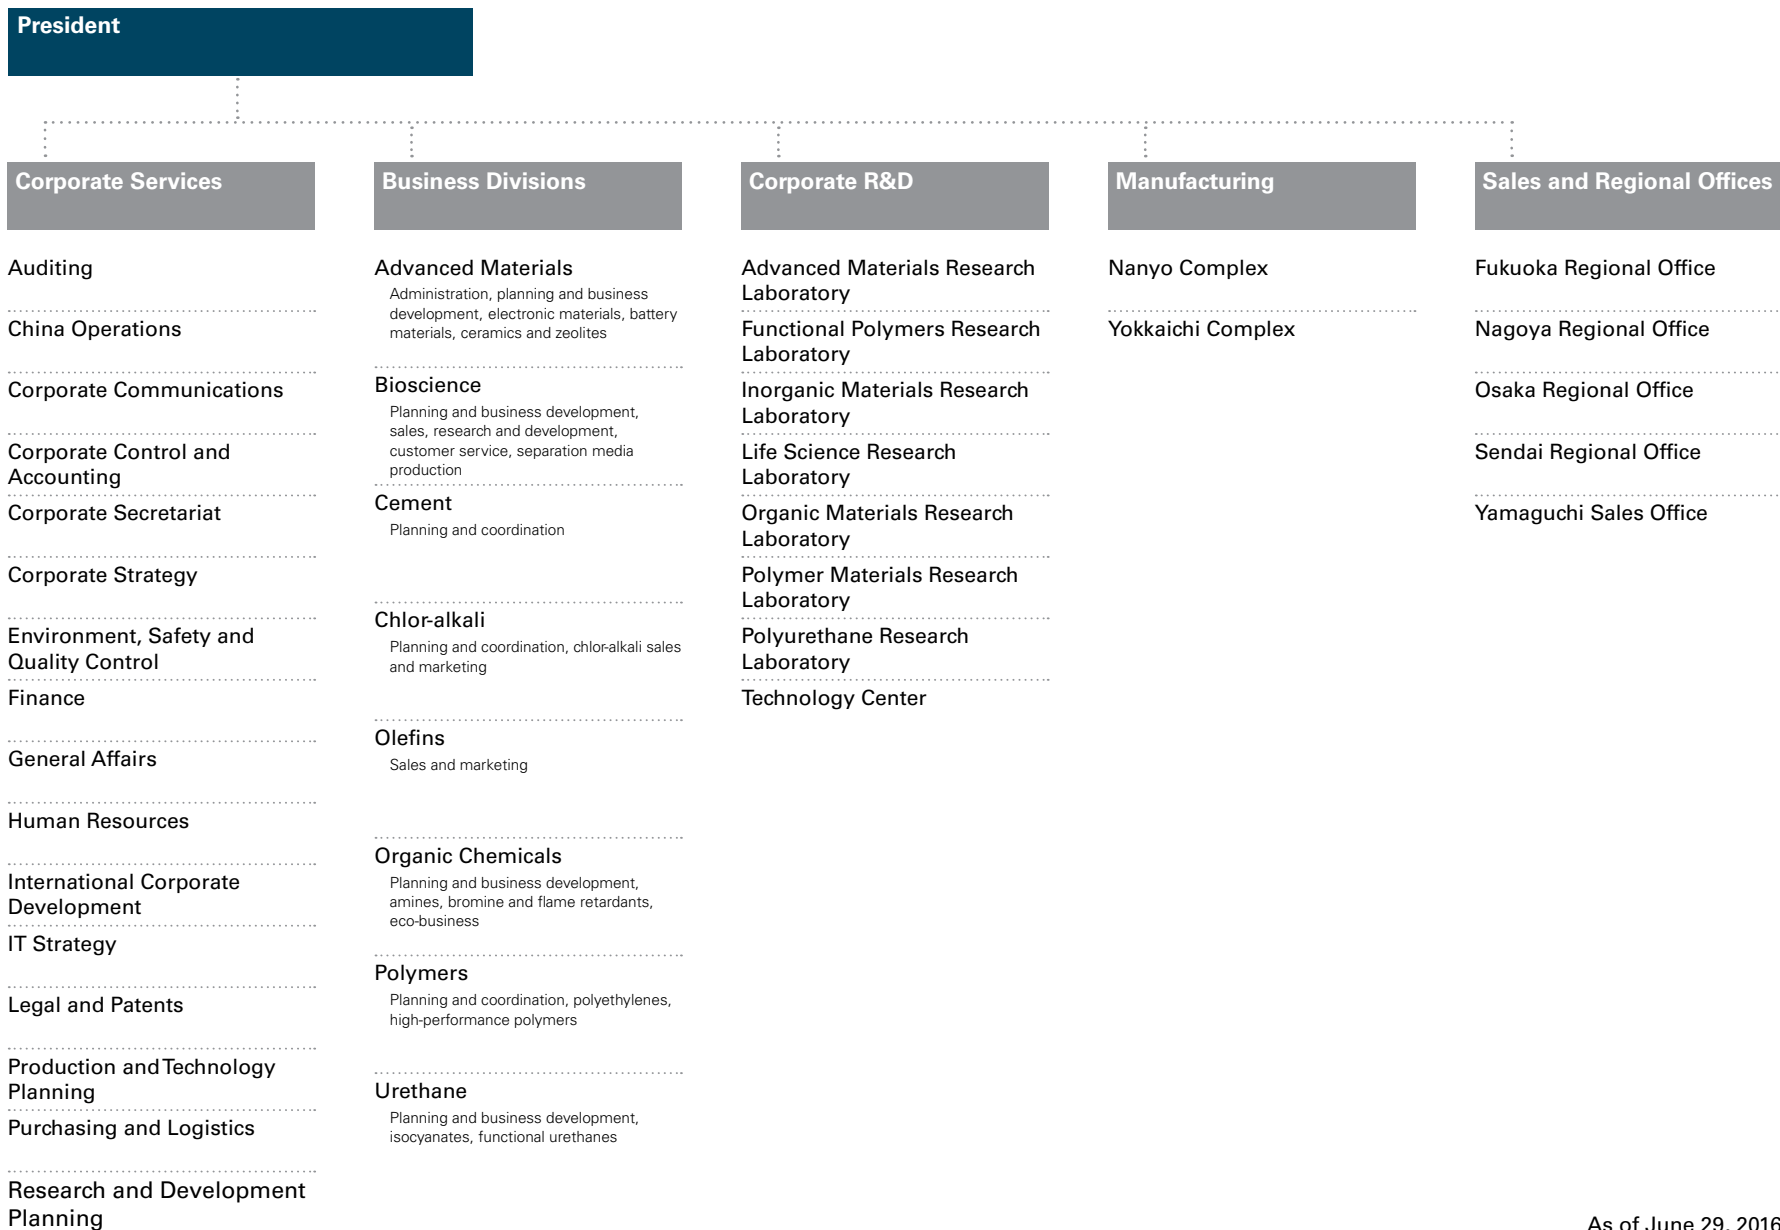 President
Corporate Services
Auditing
China Operations
Corporate Communications
Corporate Control and
Accounting
Corporate Secretariat
Corporate Strategy
Environment, Safety and
Quality Control
Finance
General Affairs
Human Resources
International Corporate
Development
IT Strategy
Legal and Patents
Production and Technology
Planning
Purchasing and Logistics
Research and Development
Planning
Business Divisions
Advanced Materials
Administration, planning and business
development, electronic materials, battery
materials, ceramics and zeolites
Bioscience
Planning and business development,
sales, research and development,
customer service, separation media
production
Cement
Planning and coordination
Chlor-alkali
Planning and coordination, chlor-alkali sales
and marketing
Olefins
Sales and marketing
Organic Chemicals
Planning and business development,
amines, bromine and flame retardants,
eco-business
Polymers
Planning and coordination, polyethylenes,
high-performance polymers
Urethane
Planning and business development,
isocyanates, functional urethanes
Corporate R&D
Advanced Materials Research
Laboratory
Functional Polymers Research
Laboratory
Inorganic Materials Research
Laboratory
Life Science Research
Laboratory
Organic Materials Research
Laboratory
Polymer Materials Research
Laboratory
Polyurethane Research
Laboratory
Technology Center
Manufacturing
Nanyo Complex
Yokkaichi Complex
Sales and Regional Offices
Fukuoka Regional Office
Nagoya Regional Office
Osaka Regional Office
Sendai Regional Office
Yamaguchi Sales Office
As of June 29, 2016